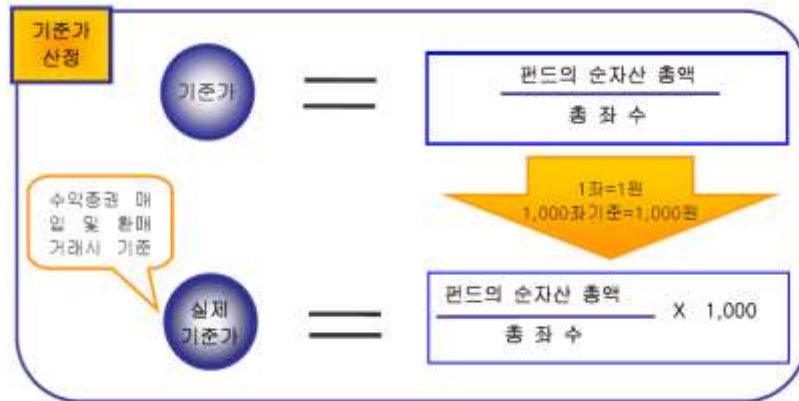 기준가
산정
기준가
펀드의 순자산 총액
총 좌 수
1좌=1원
1,000좌기준=1,000원
수익증권 매
입 및 환매
거래시 기준
실제
기준가
펀드의 순자산 총액
총 좌 수
X 1,000